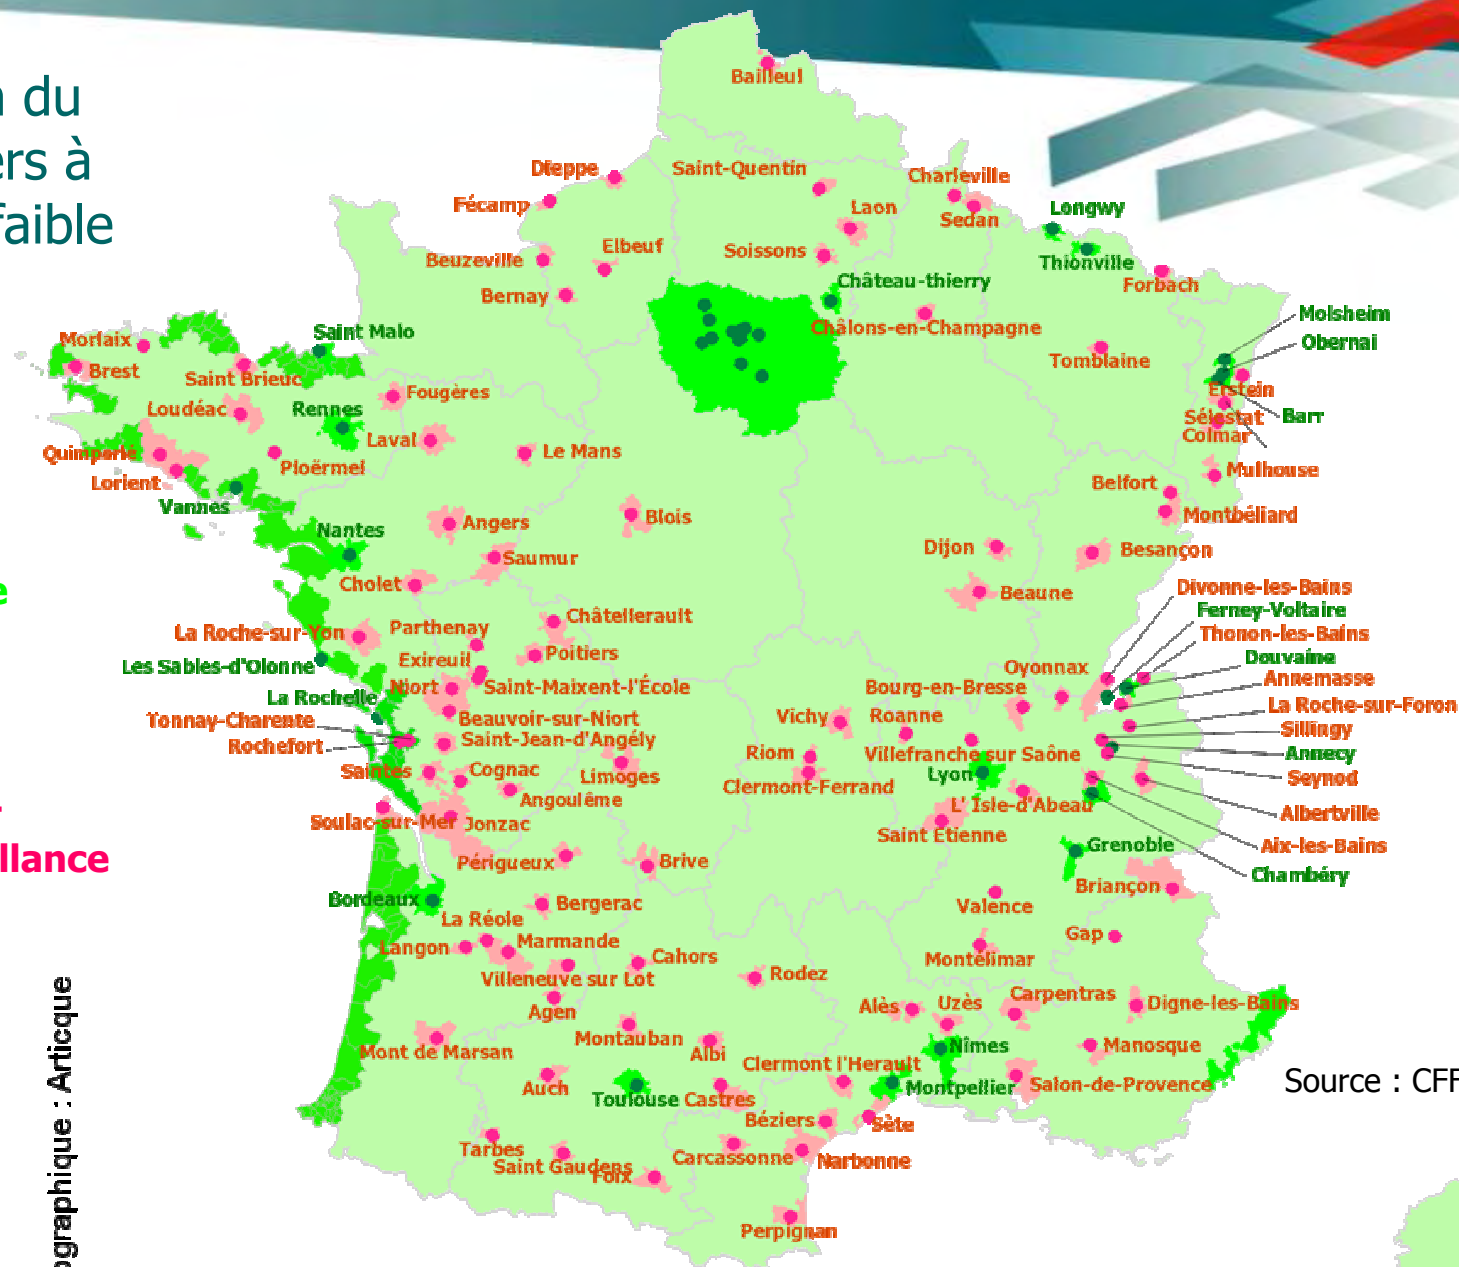 du
ers à
faible
Bailleul
Dieppe
Saint-Quentin
Charleville
Fécamp
Laon
Sedan
Longwy
Elbeuf
Soissons
Beuzeville
Thionville
Bernay
Château-thierry
Forbach
Châlons-en-Champagne
Molsheim
Saint Malo
Morlaix
Obernai
Tomblaine
Brest
Saint Brieuc
Fougères
Erstein
Loudéac
Rennes
Sélestat
Barr
Laval
Colmar
Quimperlé
Ploërmel
Le Mans
Mulhouse
Lorient
Belfort
Vannes
Montbéliard
Nantes
Angers
Blois
Dijon
Besançon
Saumur
Cholet
Beaune
Divonne-les-Bains
e
Ferney-Voltaire
Châtellerault
La Roche-sur-Yon
Parthenay
Thonon-les-Bains
Exireuil
Poitiers
Douvaine
Les Sables-d'Olonne
Oyonnax
Annemasse
Niort
Saint-Maixent-l'École
Bourg-en-Bresse
La Rochelle
La Roche-sur-Foron
Tonnay-Charente
Beauvoir-sur-Niort
Vichy
Roanne
Sillingy
Rochefort
Saint-Jean-d'Angély
Riom
Villefranche sur Saône
Annecy
Saintes
Cognac
Limoges
Lyon
Seynod
Clermont-Ferrand
Angoulême
L' Isle-d'Abeau
Albertville
Soulac-sur-Mer
Jonzac
Saint Etienne
Aix-les-Bains
llance
Périgueux
Brive
Grenoble
Chambéry
Bordeaux
Briançon
Bergerac
Valence
La Réole
Langon
Marmande
Gap
Cahors
Montélimar
Villeneuve sur Lot
Rodez
Agen
Alès
Uzès
Carpentras
Digne-les-Bains
Montauban
Mont de Marsan
Albi
Nîmes
Manosque
Clermont l'Herault
Auch
Toulouse
Castres
Montpellier
Salon-de-Provence
Source : CFF
Béziers
Sète
Tarbes
Saint Gaudens
Foix
Carcassonne
Narbonne
Perpignan
ographique : Articque